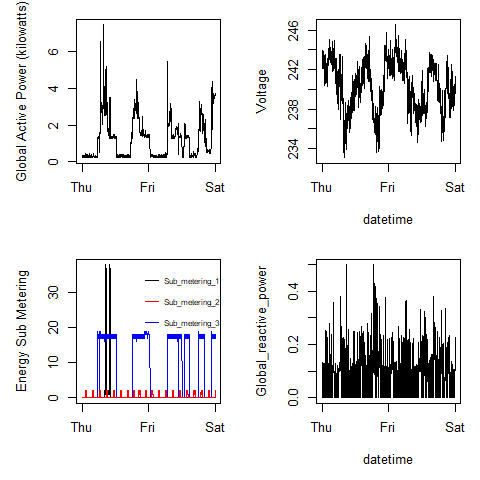 Global Active Power (kilowatts)
0 2 4 6
Thu Fri Sat
Voltage
234 238 242 246
Thu Fri Sat
datetime
Energy Sub Metering
0 10 20 30
Sub_metering_1
Sub_metering_2
Sub_metering_3
Thu Fri Sat
Global_reactive_power
0.0 0.2 0.4
Thu Fri Sat
datetime